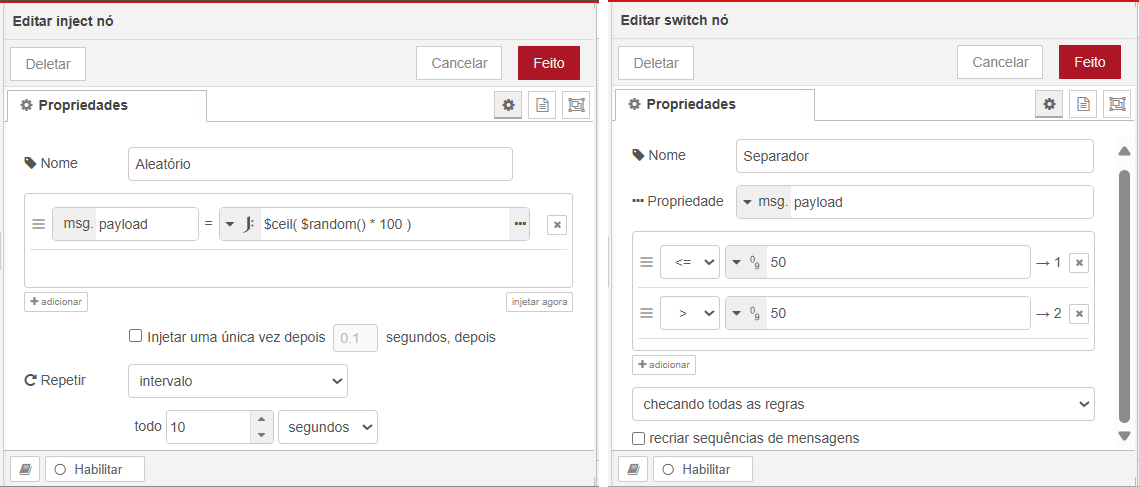 Editar inject nó
Deletar
Cancelar
Feito
Propriedades
Nome
Aleatório
msg. payload = J: $ceil( $random() * 100 )
adicionar
injetar agora
Injetar uma única vez depois 0.1 segundos, depois
Repetir
intervalo
todo 10 segundos
Habilitar
Editar switch nó
Deletar
Cancelar
Feito
Propriedades
Nome
Separador
Propriedade
msg. payload
<= 09 50 → 1
> 09 50 → 2
adicionar
checando todas as regras
recriar sequências de mensagens
Habilitar